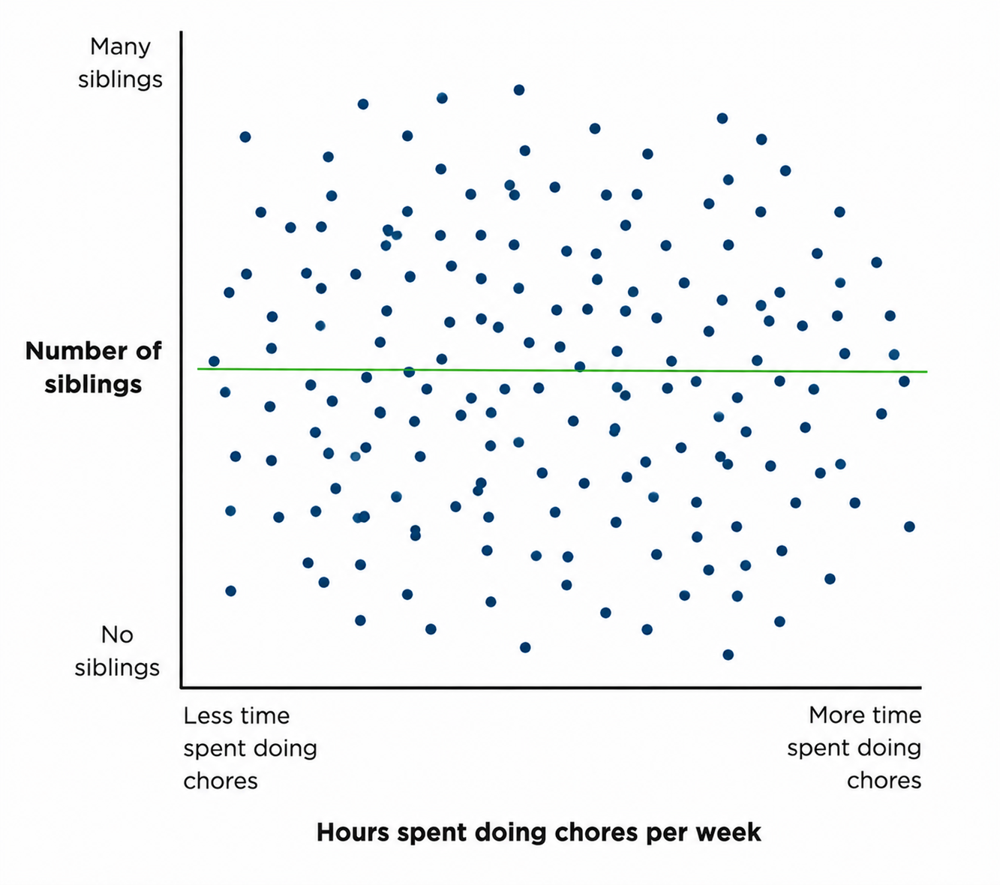 Many
siblings
Number of
siblings
No
siblings
Less time
spent doing
chores
More time
spent doing
chores
Hours spent doing chores per week